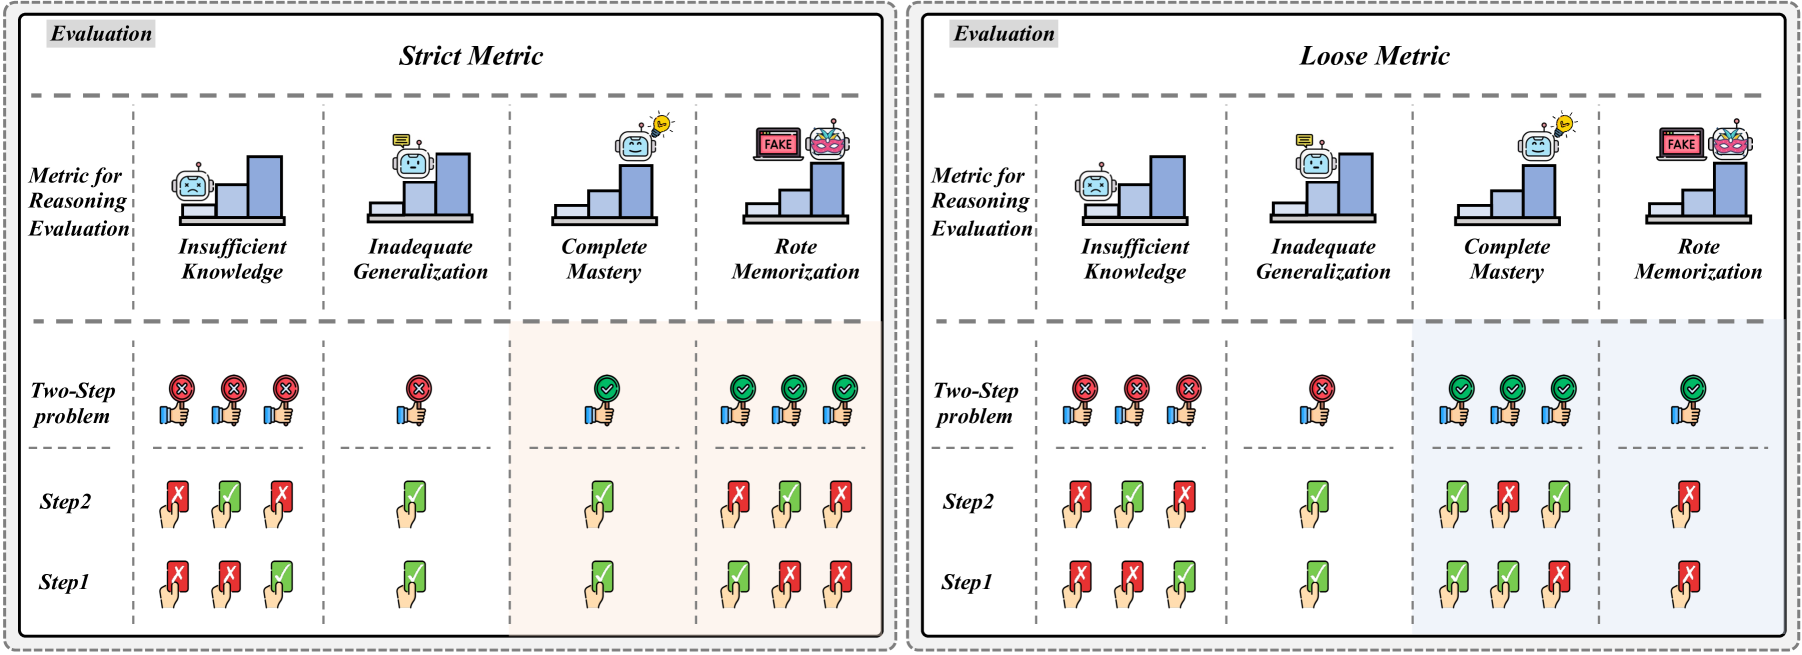 Evaluation
Strict Metric
Metric for
Reasoning
Evaluation
FAKE
Insufficient
Knowledge
Inadequate
Generalization
Complete
Mastery
Rote
Memorization
Two-Step
problem
Step2
Step1
Evaluation
Loose Metric
Metric for
Reasoning
Evaluation
FAKE
Insufficient
Knowledge
Inadequate
Generalization
Complete
Mastery
Rote
Memorization
Two-Step
problem
Step2
Step1